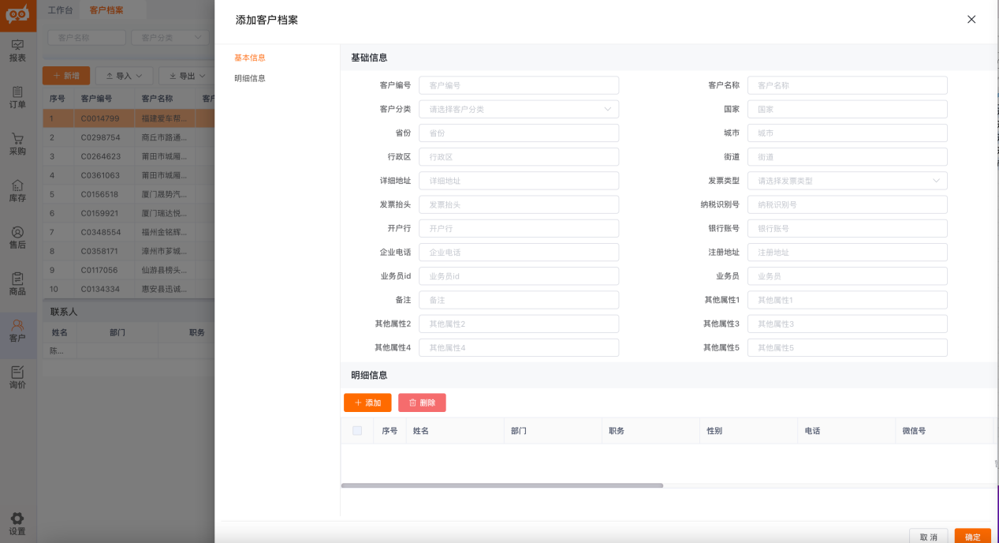 工作台 客户档案
客户名称 客户分类
+ 新增 导入 导出
序号 客户编号 客户名称 客户
1 C0014799 福建爱车帮...
2 C0298754 商丘市路通...
3 C0264623 莆田市城厢...
4 C0361063 莆田市城厢...
5 C0156518 厦门晟势汽...
6 C0159921 厦门瑞达悦...
7 C0348554 福州金铭辉...
8 C0358171 漳州市芗城...
9 C0117056 仙游县榜头...
10 C0134334 惠安县迅诚...
联系人
姓名 部门 职务
陈...
报表
订单
采购
库存
售后
商品
客户
询价
设置
添加客户档案
基本信息
明细信息
基础信息
客户编号 客户编号 客户名称 客户名称
客户分类 请选择客户分类 国家 国家
省份 省份 城市 城市
行政区 行政区 街道 街道
详细地址 详细地址 发票类型 请选择发票类型
发票抬头 发票抬头 纳税识别号 纳税识别号
开户行 开户行 银行账号 银行账号
企业电话 企业电话 注册地址 注册地址
业务员id 业务员id 业务员 业务员
备注 备注 其他属性1 其他属性1
其他属性2 其他属性2 其他属性3 其他属性3
其他属性4 其他属性4 其他属性5 其他属性5
明细信息
+ 添加 删除
序号 姓名 部门 职务 性别 电话 微信号
取 消 确定